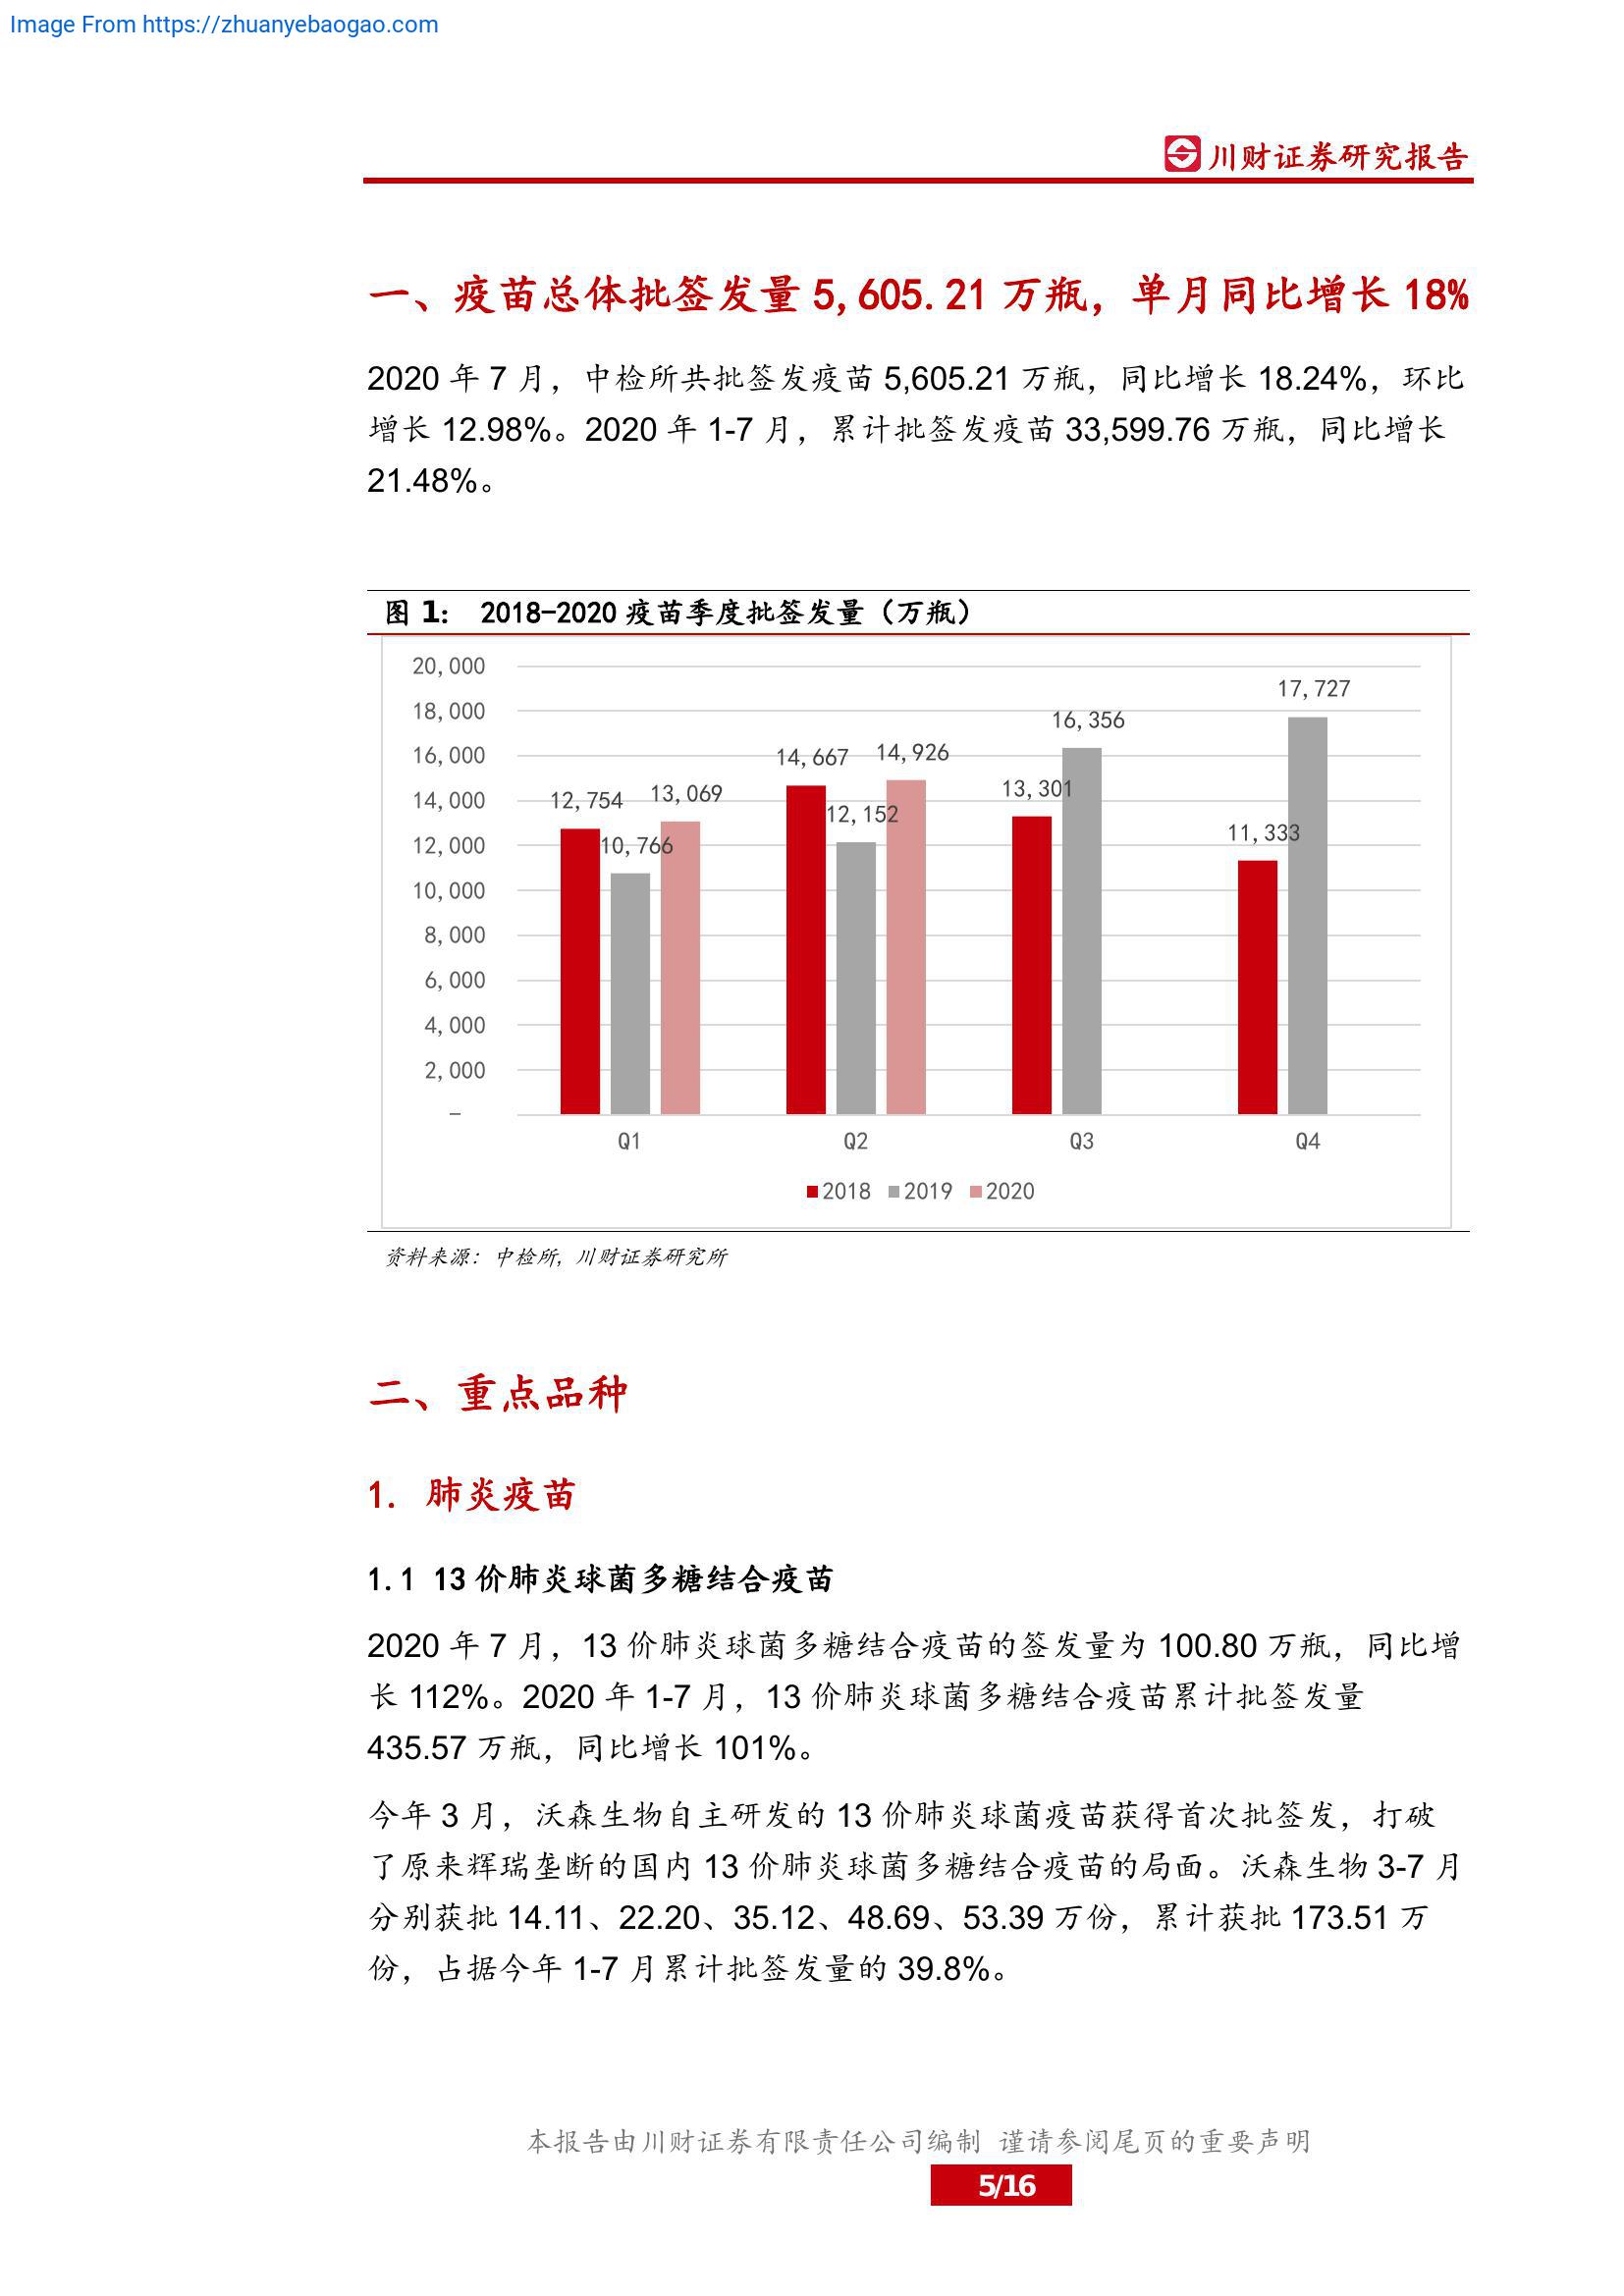 Image From https://zhuanyebaogao.com
川财证券研究报告
一、疫苗总体批签发量 5,605.21 万瓶，单月同比增长 18%
2020 年 7 月，中检所共批签发疫苗 5,605.21 万瓶，同比增长 18.24%，环比
增长 12.98%。2020 年 1-7 月，累计批签发疫苗 33,599.76 万瓶，同比增长
21.48%。
图 1： 2018-2020 疫苗季度批签发量（万瓶）
20,000
18,000
16,000
14,000
12,000
10,000
8,000
6,000
4,000
2,000
-
12,754
10,766
13,069
14,667
12,152
14,926
13,301
16,356
11,333
17,727
Q1 Q2 Q3 Q4
2018 2019 2020
资料来源：中检所，川财证券研究所
二、重点品种
1. 肺炎疫苗
1.1 13 价肺炎球菌多糖结合疫苗
2020 年 7 月，13 价肺炎球菌多糖结合疫苗的签发量为 100.80 万瓶，同比增
长 112%。2020 年 1-7 月，13 价肺炎球菌多糖结合疫苗累计批签发量
435.57 万瓶，同比增长 101%。
今年 3 月，沃森生物自主研发的 13 价肺炎球菌疫苗获得首次批签发，打破
了原来辉瑞垄断的国内 13 价肺炎球菌多糖结合疫苗的局面。沃森生物 3-7 月
分别获批 14.11、22.20、35.12、48.69、53.39 万份，累计获批 173.51 万
份，占据今年 1-7 月累计批签发量的 39.8%。
本报告由川财证券有限责任公司编制 谨请参阅尾页的重要声明
5/16